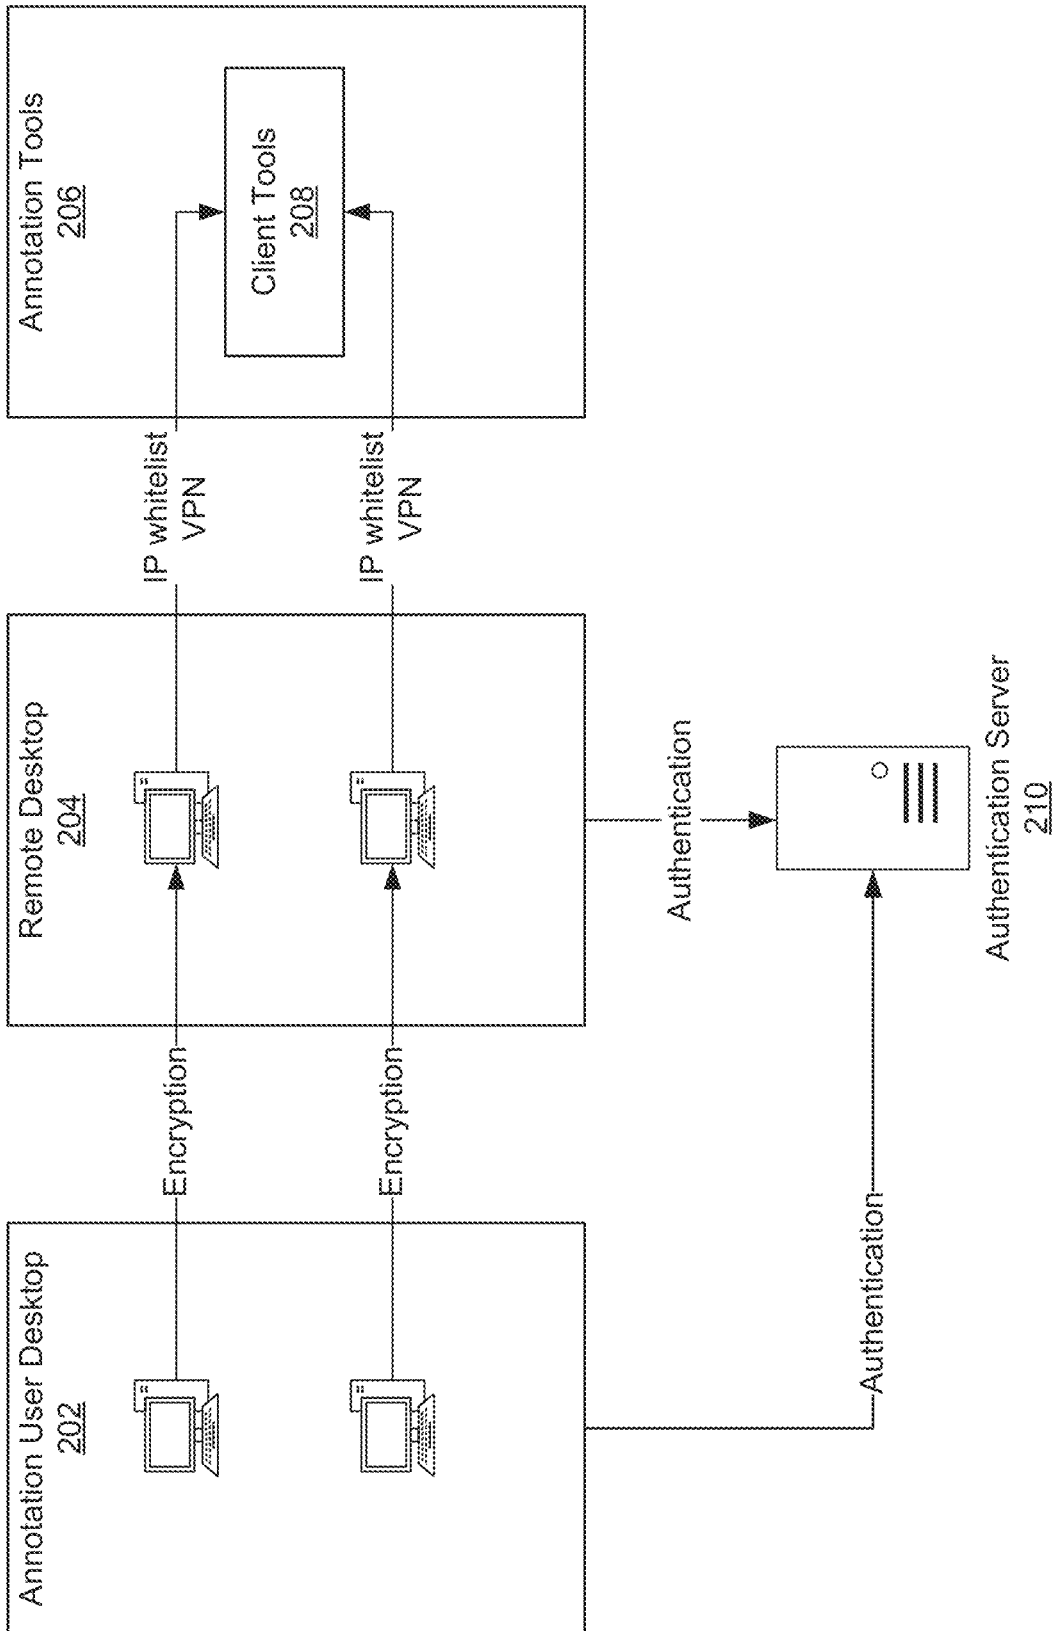 Annotation User Desktop
202
Encryption
Encryption
Remote Desktop
204
IP whitelist
VPN
IP whitelist
VPN
Annotation Tools
206
Client Tools
208
Authentication
Authentication
Authentication Server
210